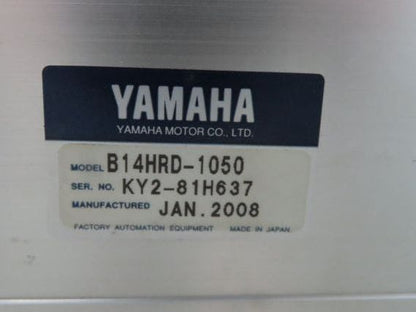 YAMAHA
YAMAHA MOTOR CO., LTD.
MODEL B14HRD-1050
SER. NO. KY2-81H637
MANUFACTURED JAN. 2008
FACTORY AUTOMATION EQUIPMENT MADE IN JAPAN.